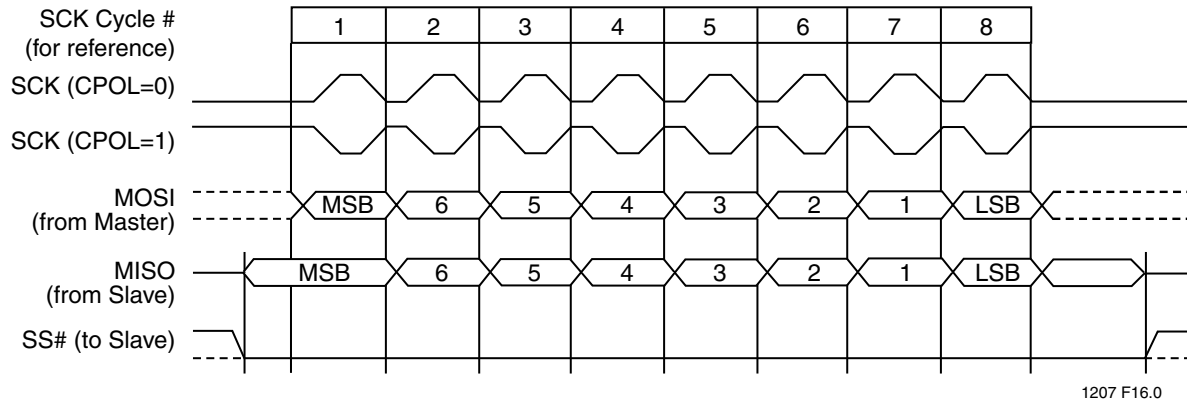 SCK Cycle #
(for reference)
1 2 3 4 5 6 7 8
SCK (CPOL=0)
SCK (CPOL=1)
MOSI
(from Master)
MSB 6 5 4 3 2 1 LSB
MISO
(from Slave)
MSB 6 5 4 3 2 1 LSB
SS# (to Slave)
1207 F16.0